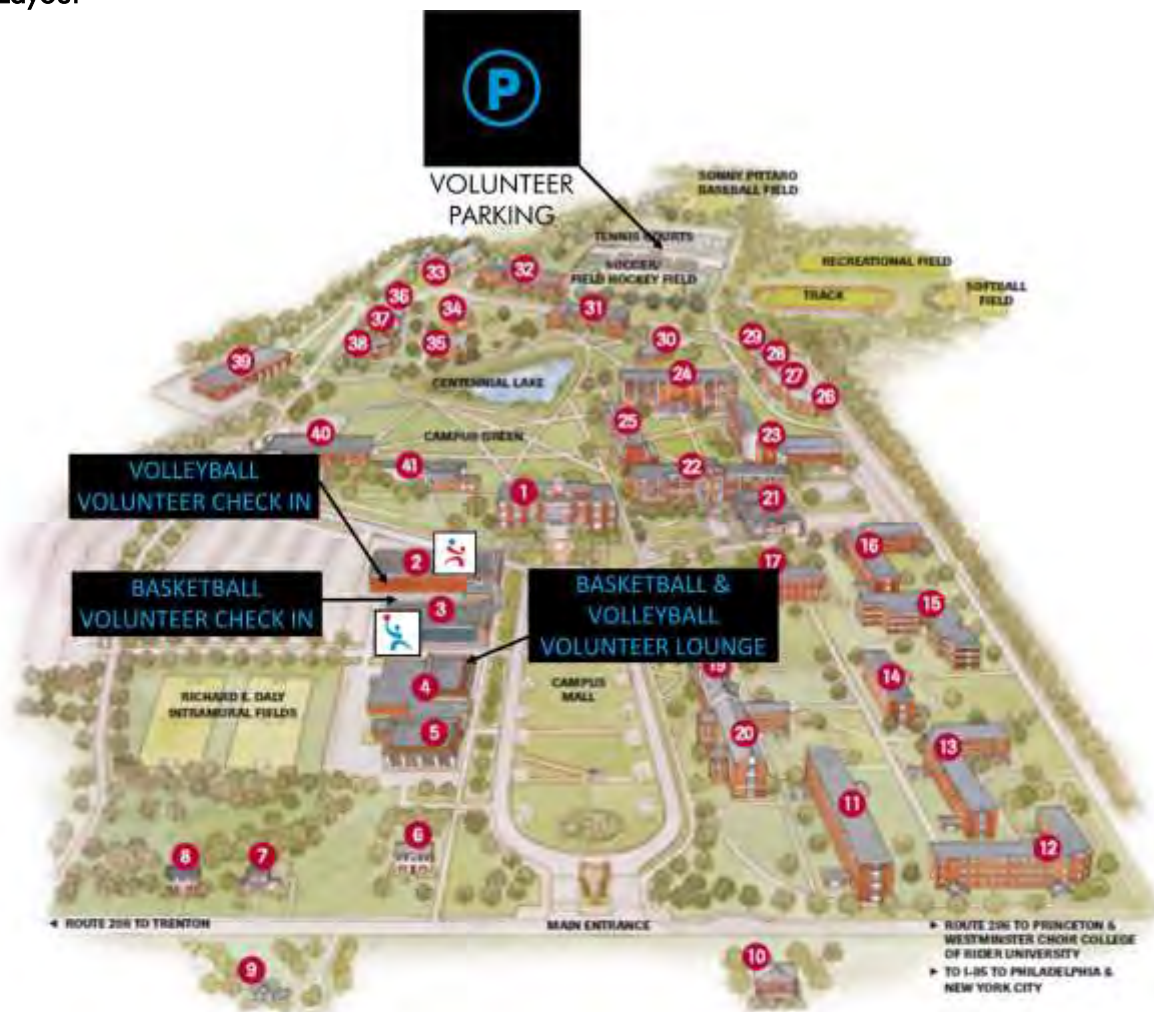 Layout
P
VOLUNTEER
PARKING
SONNY PITTARO
BASEBALL FIELD
TENNIS COURTS
SOCCER/
FIELD HOCKEY FIELD
RECREATIONAL FIELD
TRACK
SOFTBALL
FIELD
33
32
31
36
34
37
38
35
39
30
29
28
27
26
24
CENTENNIAL LAKE
25
23
40
CAMPUS GREEN
41
22
21
1
VOLLEYBALL
VOLUNTEER CHECK IN
2
BASKETBALL
VOLUNTEER CHECK IN
3
BASKETBALL &
VOLLEYBALL
VOLUNTEER LOUNGE
17
16
15
14
19
4
5
RICHARD E. DALY
INTRAMURAL FIELDS
CAMPUS
MALL
20
13
11
12
6
7
8
ROUTE 206 TO TRENTON
MAIN ENTRANCE
ROUTE 206 TO PRINCETON &
WESTMINSTER CHOIR COLLEGE
OF RIDER UNIVERSITY
TO I-95 TO PHILADELPHIA &
NEW YORK CITY
9
10